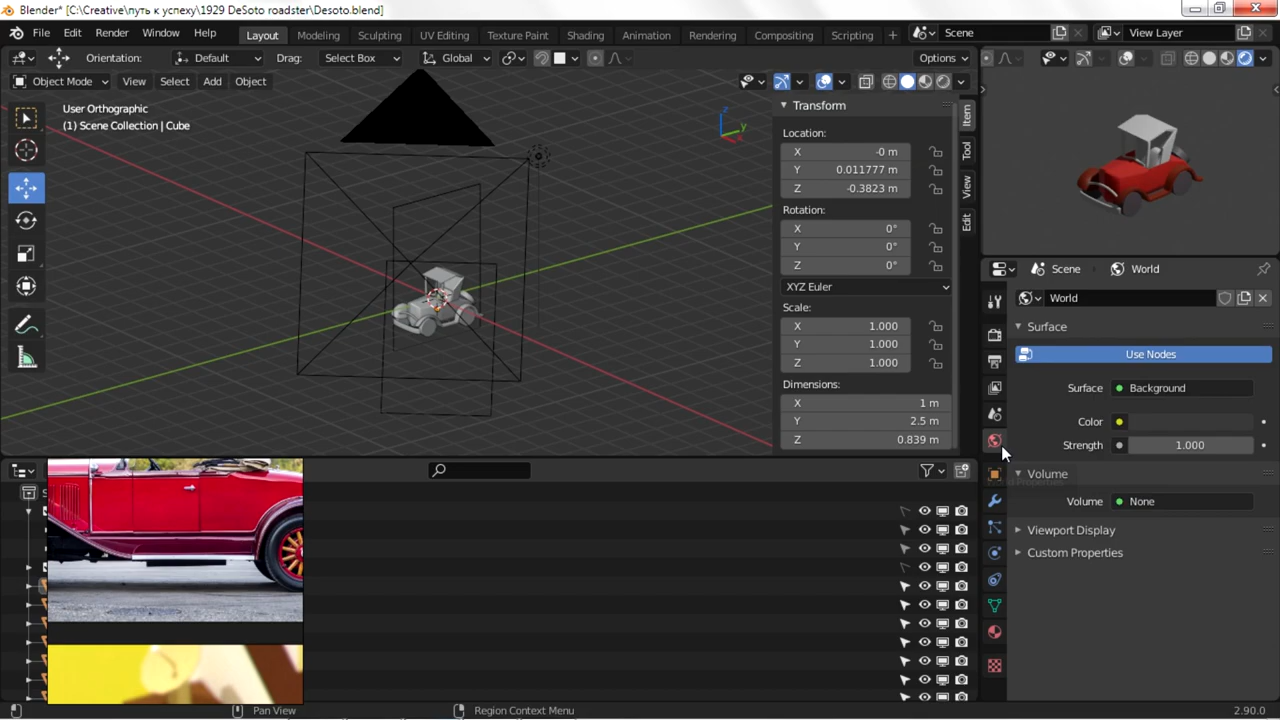 Blender* [C:\Creative\путь к успеху\1929 DeSoto roadster\Desoto.blend]
File Edit Render Window Help Layout Modeling Sculpting UV Editing Texture Paint Shading Animation Rendering Compositing Scripting + Scene View Layer
Orientation: Default Drag: Select Box Global Options
Object Mode View Select Add Object
User Orthographic
(1) Scene Collection | Cube
Z
Y
X
Transform
Location:
X -0 m
Y 0.011777 m
Z -0.3823 m
Rotation:
X 0°
Y 0°
Z 0°
XYZ Euler
Scale:
X 1.000
Y 1.000
Z 1.000
Dimensions:
X 1 m
Y 2.5 m
Z 0.839 m
Item
Tool
View
Edit
Scene World
World
Surface
Use Nodes
Surface Background
Color
Strength 1.000
Volume
Volume None
Viewport Display
Custom Properties
Pan View
Region Context Menu
2.90.0